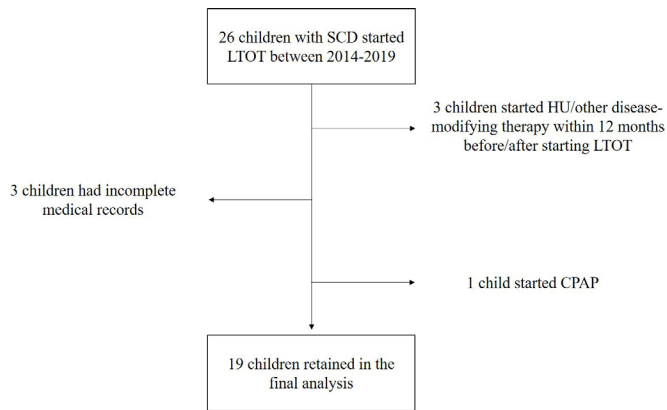 26 children with SCD started
LTOT between 2014-2019
3 children started HU/other disease-
modifying therapy within 12 months
before/after starting LTOT
3 children had incomplete
medical records
1 child started CPAP
19 children retained in the
final analysis